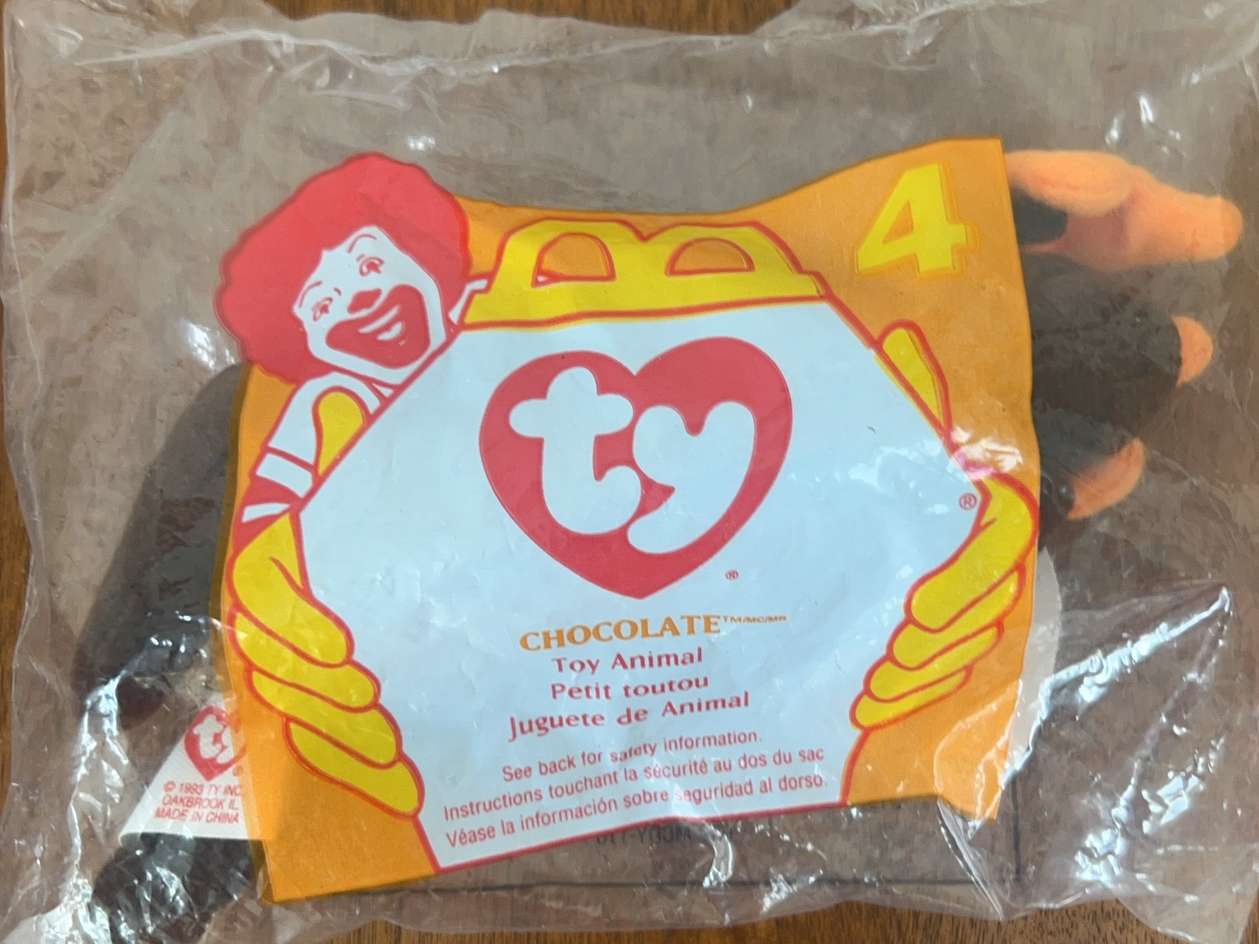 4
ty
®
®
CHOCOLATE™/MC/MR
Toy Animal
Petit toutou
Juguete de Animal
See back for safety information.
Instructions touchant la sécurité au dos du sac
Véase la información sobre seguridad al dorso.
ty
®
© 1993 TY INC
OAKBROOK IL
MADE IN CHINA